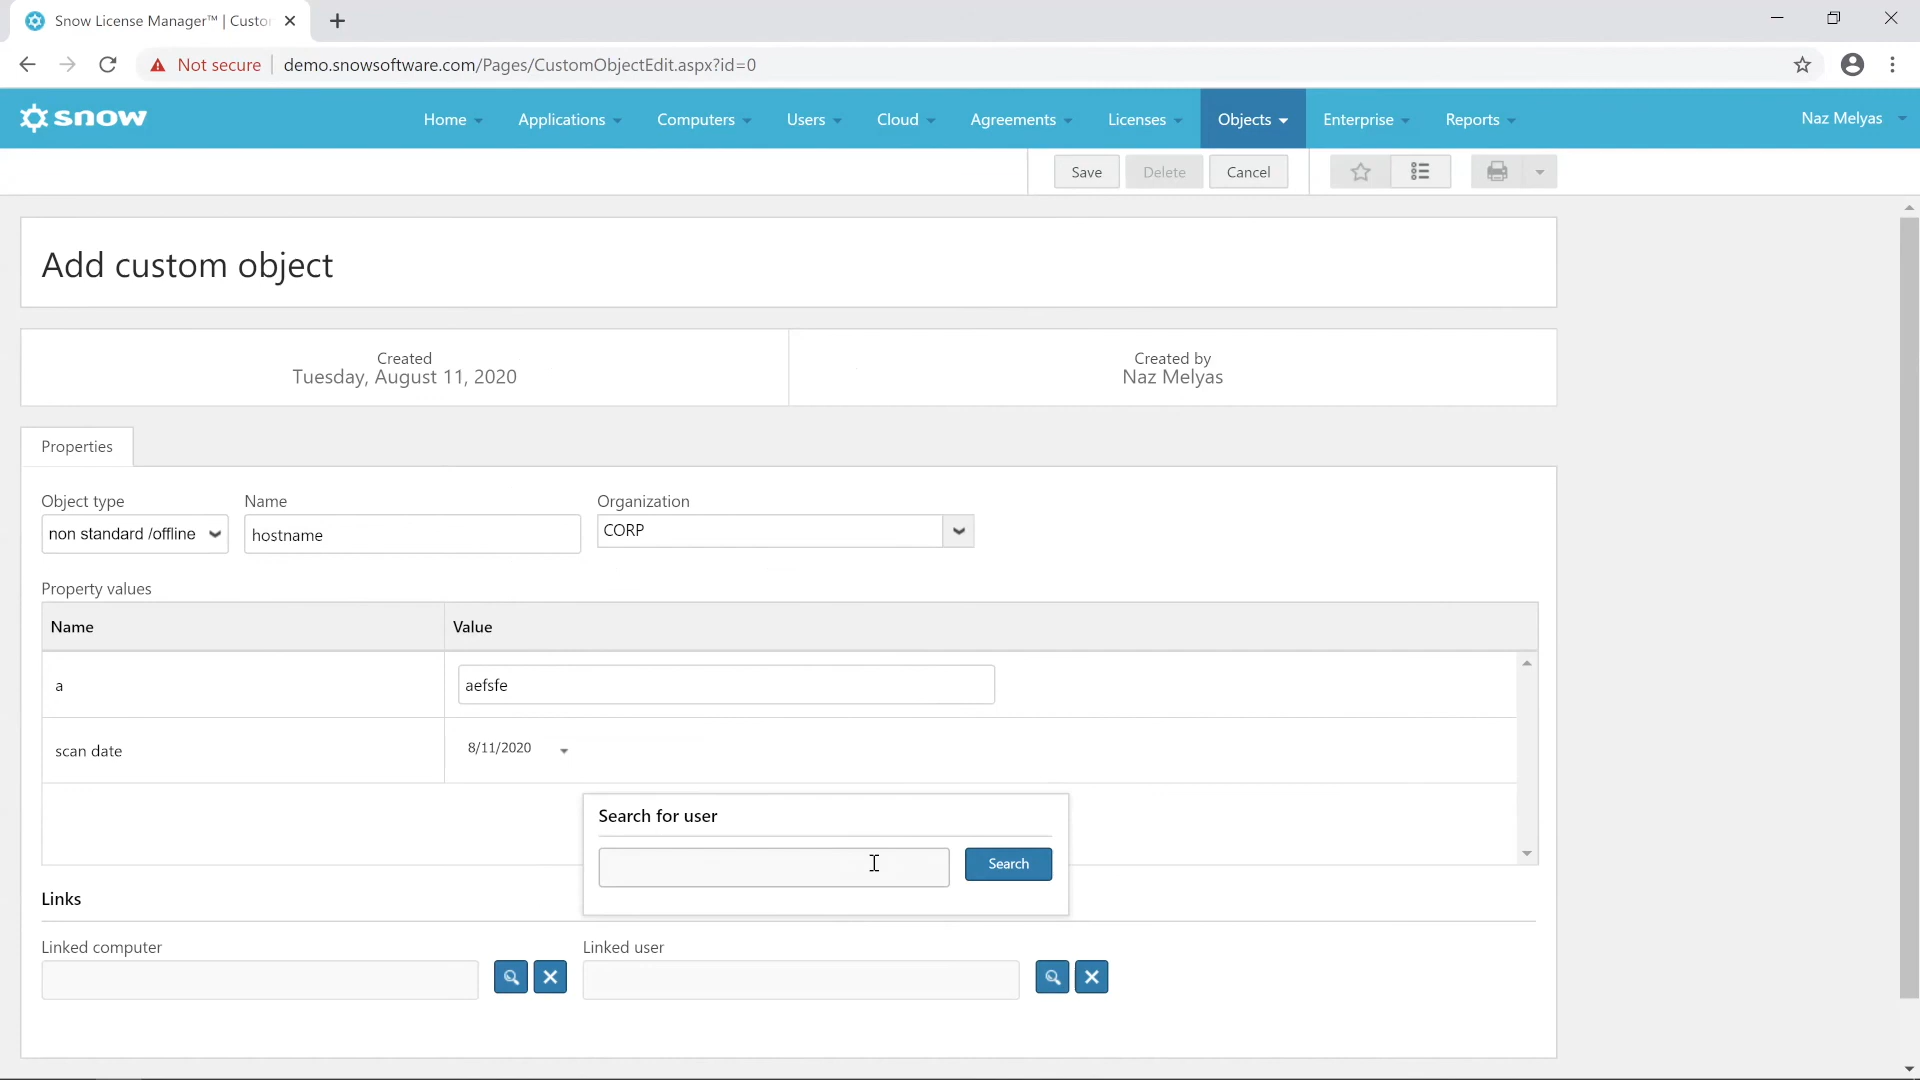 Snow License Manager™ | Custo
Not secure
demo.snowsoftware.com/Pages/CustomObjectEdit.aspx?id=0
snow
Home
Applications
Computers
Users
Cloud
Agreements
Licenses
Objects
Enterprise
Reports
Naz Melyas
Save
Delete
Cancel
Add custom object
Created
Tuesday, August 11, 2020
Created by
Naz Melyas
Properties
Object type
Name
Organization
non standard /offline
hostname
CORP
Property values
Name
Value
a
aefsfe
scan date
8/11/2020
Search for user
Search
Links
Linked computer
Linked user